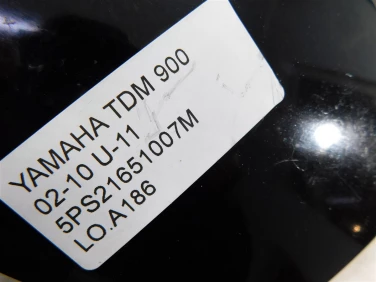 YAMAHA TDM 900
02-10 U-11
5PS21651007M
LO.A186